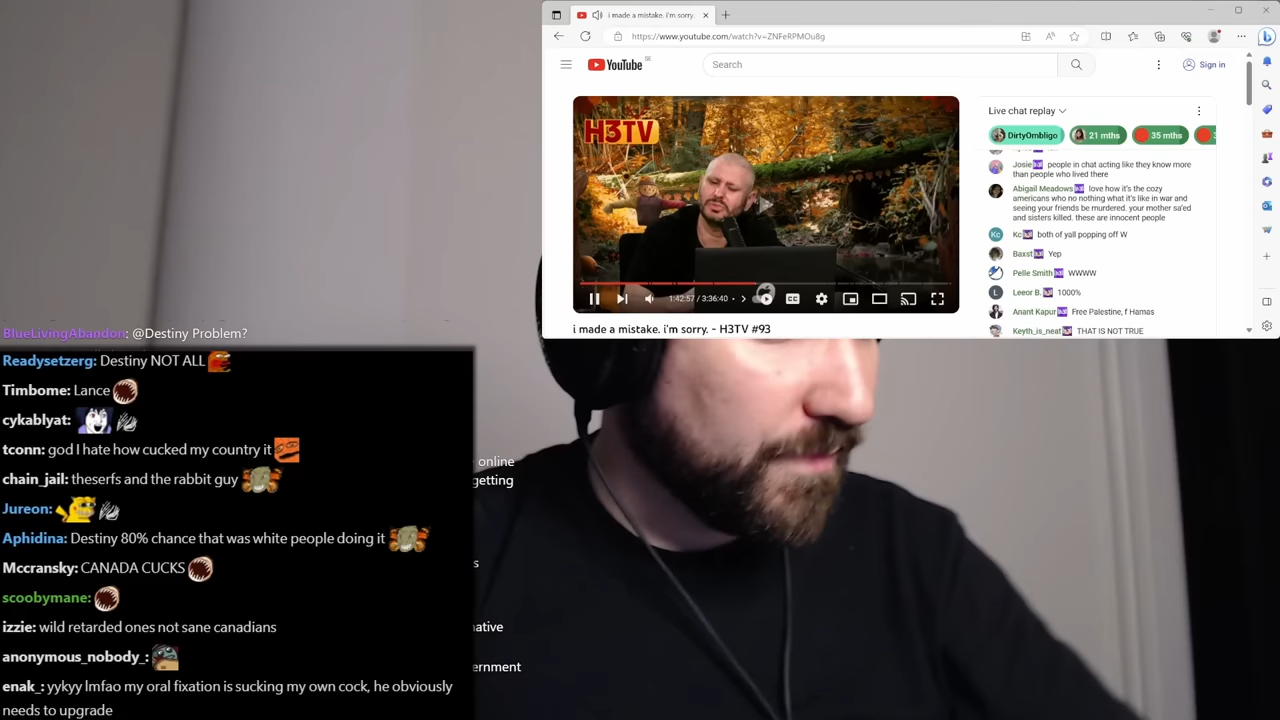 i made a mistake. i'm sorry.
https://www.youtube.com/watch?v=ZNFeRPMOu8g
YouTube SE
Search
Sign in
H3TV
1:42:57 / 3:36:40
CC
i made a mistake. i'm sorry. - H3TV #93
Live chat replay
DirtyOmbligo
21 mths
35 mths
Josie people in chat acting like they know more
than people who lived there
Abigail Meadows love how it's the cozy
americans who no nothing what it's like in war and
seeing your friends be murdered. your mother sa'ed
and sisters killed. these are innocent people
Kc both of yall popping off W
Baxst Yep
Pelle Smith WWWW
Leeor B. 1000%
Anant Kapur Free Palestine, f Hamas
Keyth_is_neat THAT IS NOT TRUE
BlueLivingAbandon: @Destiny Problem?
Readysetzerg: Destiny NOT ALL
Timbome: Lance
cykablyat:
tconn: god I hate how cucked my country it
chain_jail: theserfs and the rabbit guy
Jureon:
Aphidina: Destiny 80% chance that was white people doing it
Mccransky: CANADA CUCKS
scoobymane:
izzie: wild retarded ones not sane canadians
anonymous_nobody_:
enak_: yykyy lmfao my oral fixation is sucking my own cock, he obviously
needs to upgrade
online
getting